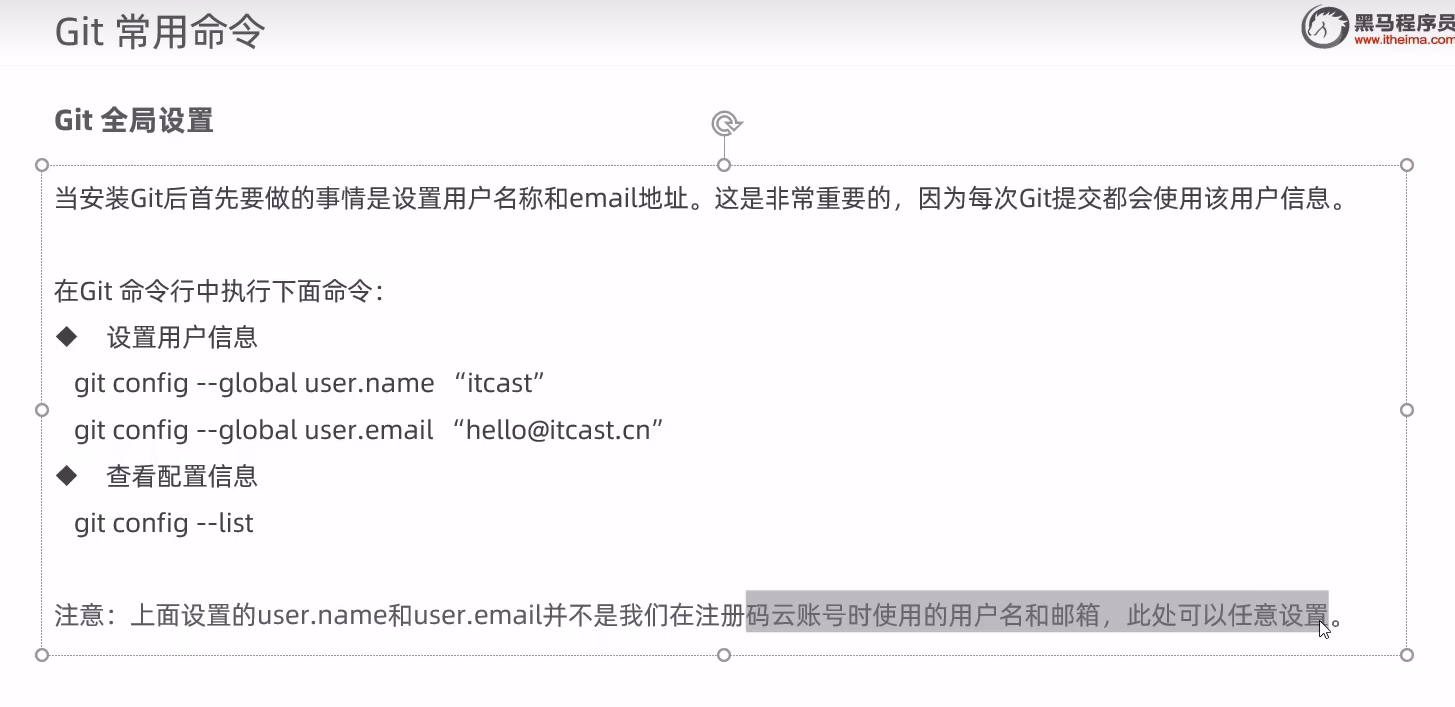 Git 常用命令
黑马程序员
www.itheima.com
Git 全局设置
当安装Git后首先要做的事情是设置用户名称和email地址。这是非常重要的，因为每次Git提交都会使用该用户信息。
在Git 命令行中执行下面命令：
◆ 设置用户信息
git config --global user.name “itcast”
git config --global user.email “hello@itcast.cn”
◆ 查看配置信息
git config --list
注意：上面设置的user.name和user.email并不是我们在注册码云账号时使用的用户名和邮箱，此处可以任意设置。